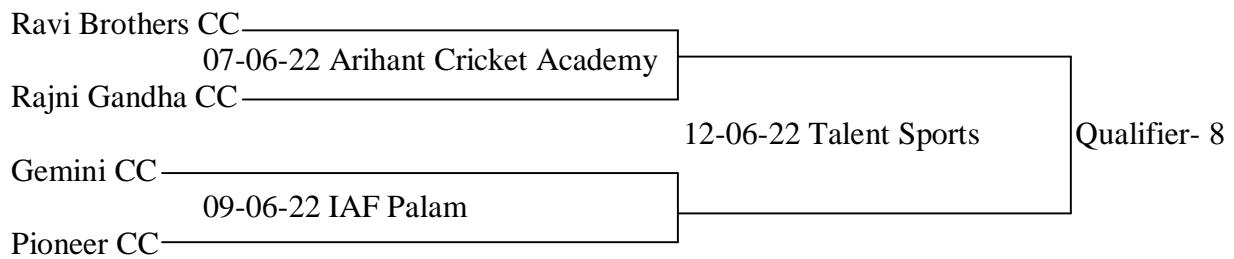 Ravi Brothers CC
07-06-22 Arihant Cricket Academy
Rajni Gandha CC
12-06-22 Talent Sports
Qualifier- 8
Gemini CC
09-06-22 IAF Palam
Pioneer CC